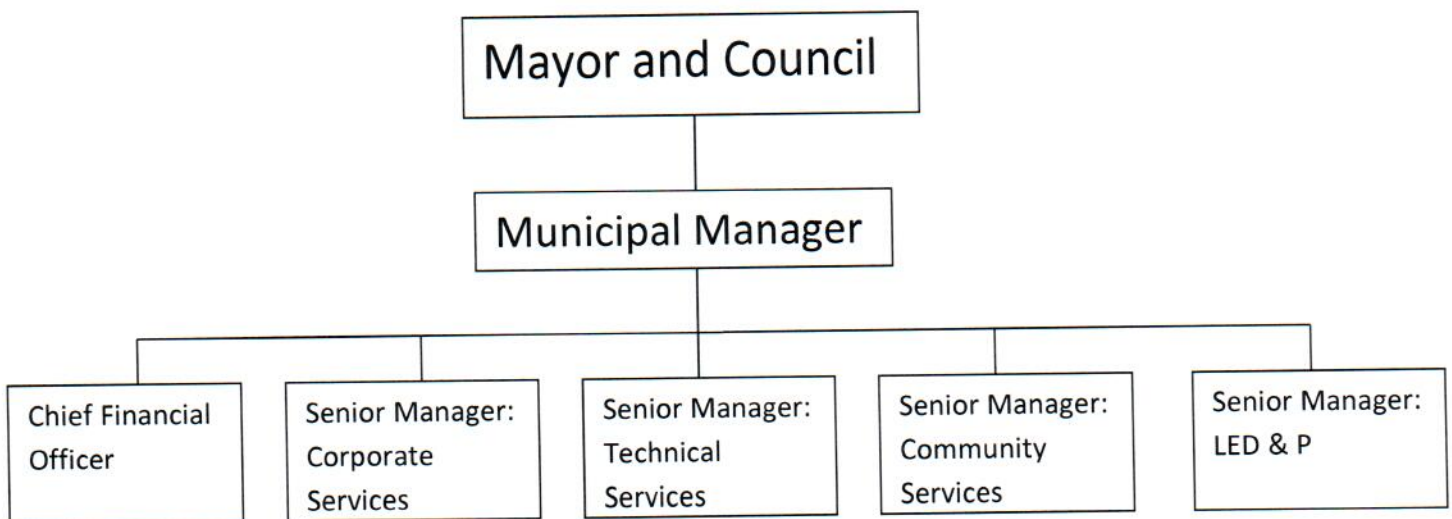 Mayor and Council
Municipal Manager
Chief Financial
Officer
Senior Manager:
Corporate
Services
Senior Manager:
Technical
Services
Senior Manager:
Community
Services
Senior Manager:
LED & P